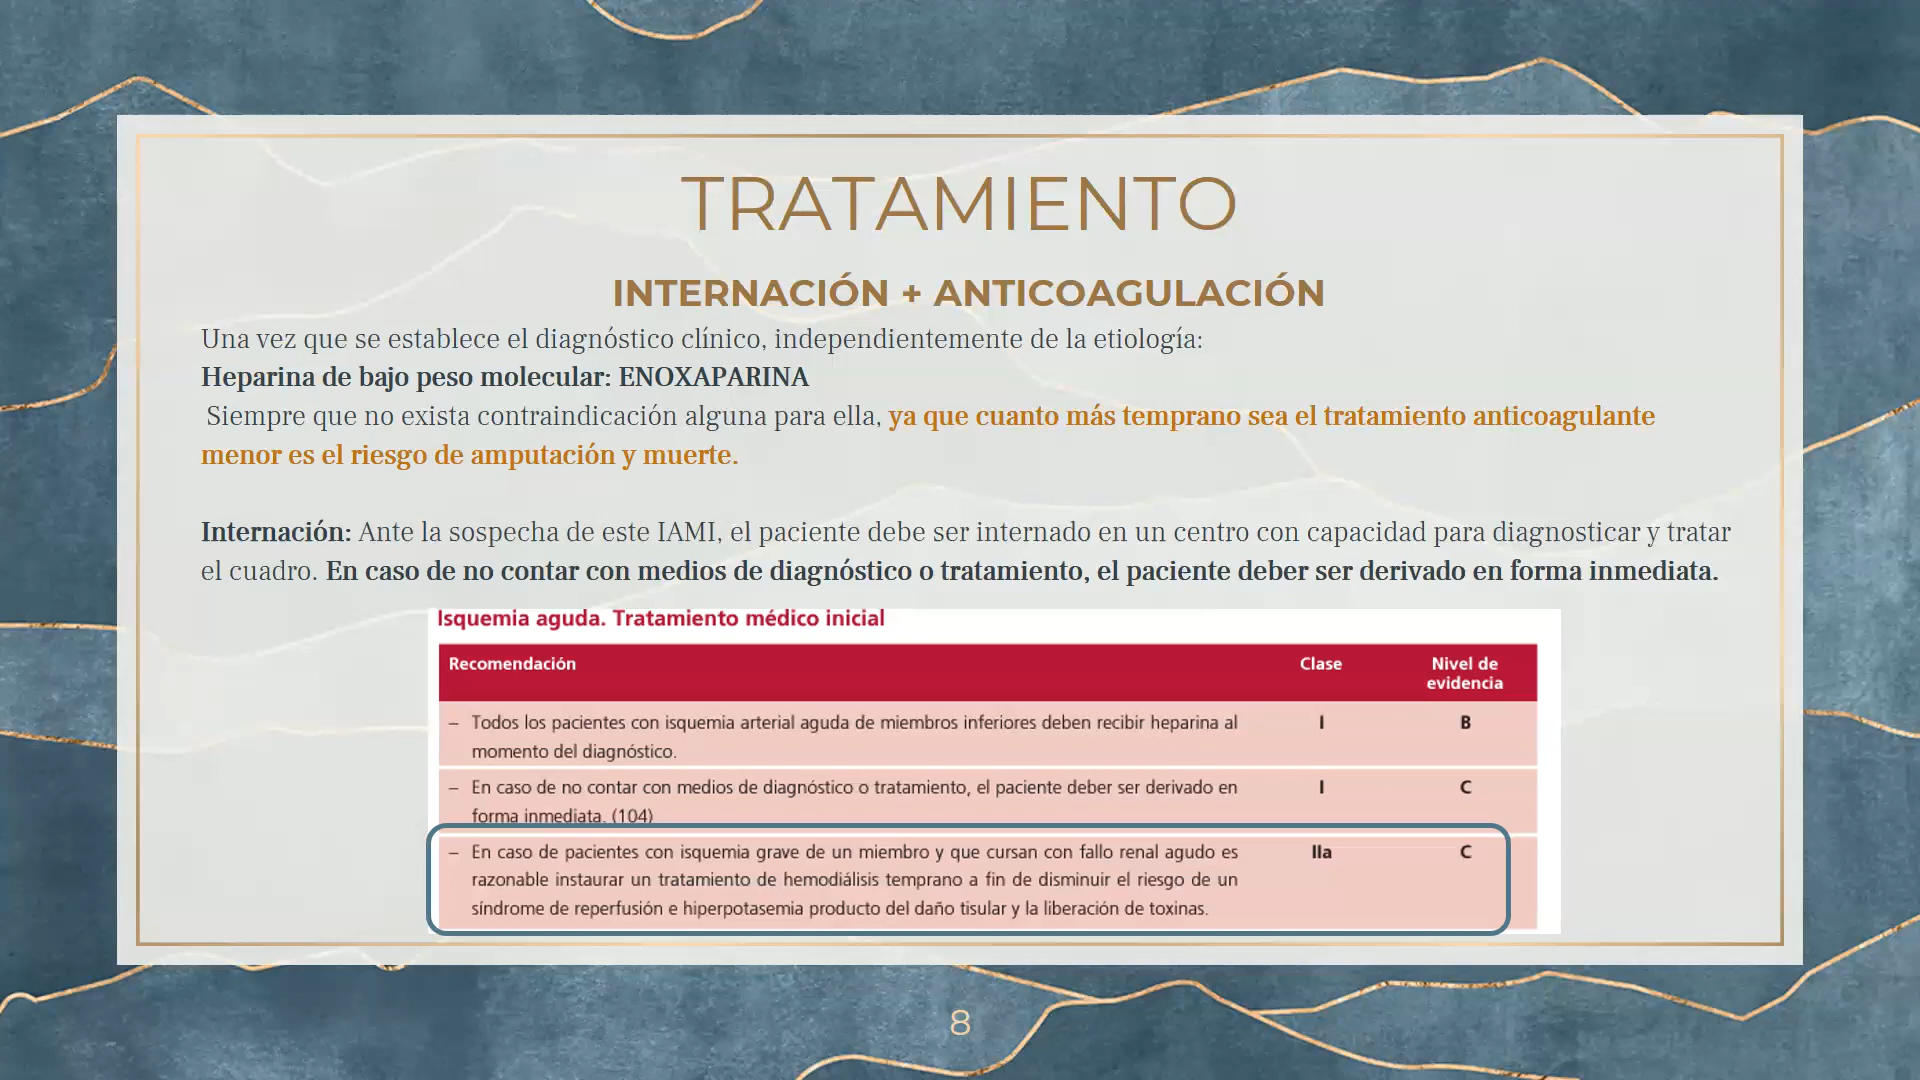 TRATAMIENTO
INTERNACIÓN + ANTICOAGULACIÓN
Una vez que se establece el diagnóstico clínico, independientemente de la etiología:
Heparina de bajo peso molecular: ENOXAPARINA
Siempre que no exista contraindicación alguna para ella, ya que cuanto más temprano sea el tratamiento anticoagulante
menor es el riesgo de amputación y muerte.
Internación: Ante la sospecha de este IAMI, el paciente debe ser internado en un centro con capacidad para diagnosticar y tratar
el cuadro. En caso de no contar con medios de diagnóstico o tratamiento, el paciente deber ser derivado en forma inmediata.
Isquemia aguda. Tratamiento médico inicial
Recomendación Clase Nivel de
evidencia
– Todos los pacientes con isquemia arterial aguda de miembros inferiores deben recibir heparina al I B
momento del diagnóstico.
– En caso de no contar con medios de diagnóstico o tratamiento, el paciente deber ser derivado en I C
forma inmediata. (104)
– En caso de pacientes con isquemia grave de un miembro y que cursan con fallo renal agudo es IIa C
razonable instaurar un tratamiento de hemodiálisis temprano a fin de disminuir el riesgo de un
síndrome de reperfusión e hiperpotasemia producto del daño tisular y la liberación de toxinas.
8